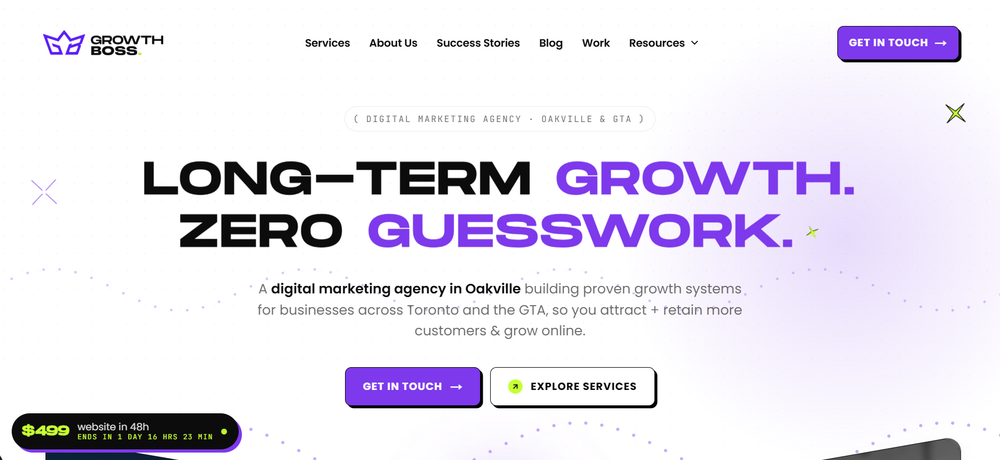 GROWTH
BOSS.
Services About Us Success Stories Blog Work Resources
GET IN TOUCH →
( DIGITAL MARKETING AGENCY · OAKVILLE & GTA )
LONG-TERM GROWTH.
ZERO GUESSWORK.
A digital marketing agency in Oakville building proven growth systems
for businesses across Toronto and the GTA, so you attract + retain more
customers & grow online.
GET IN TOUCH →
EXPLORE SERVICES
$499
website in 48h
ENDS IN 1 DAY 16 HRS 23 MIN